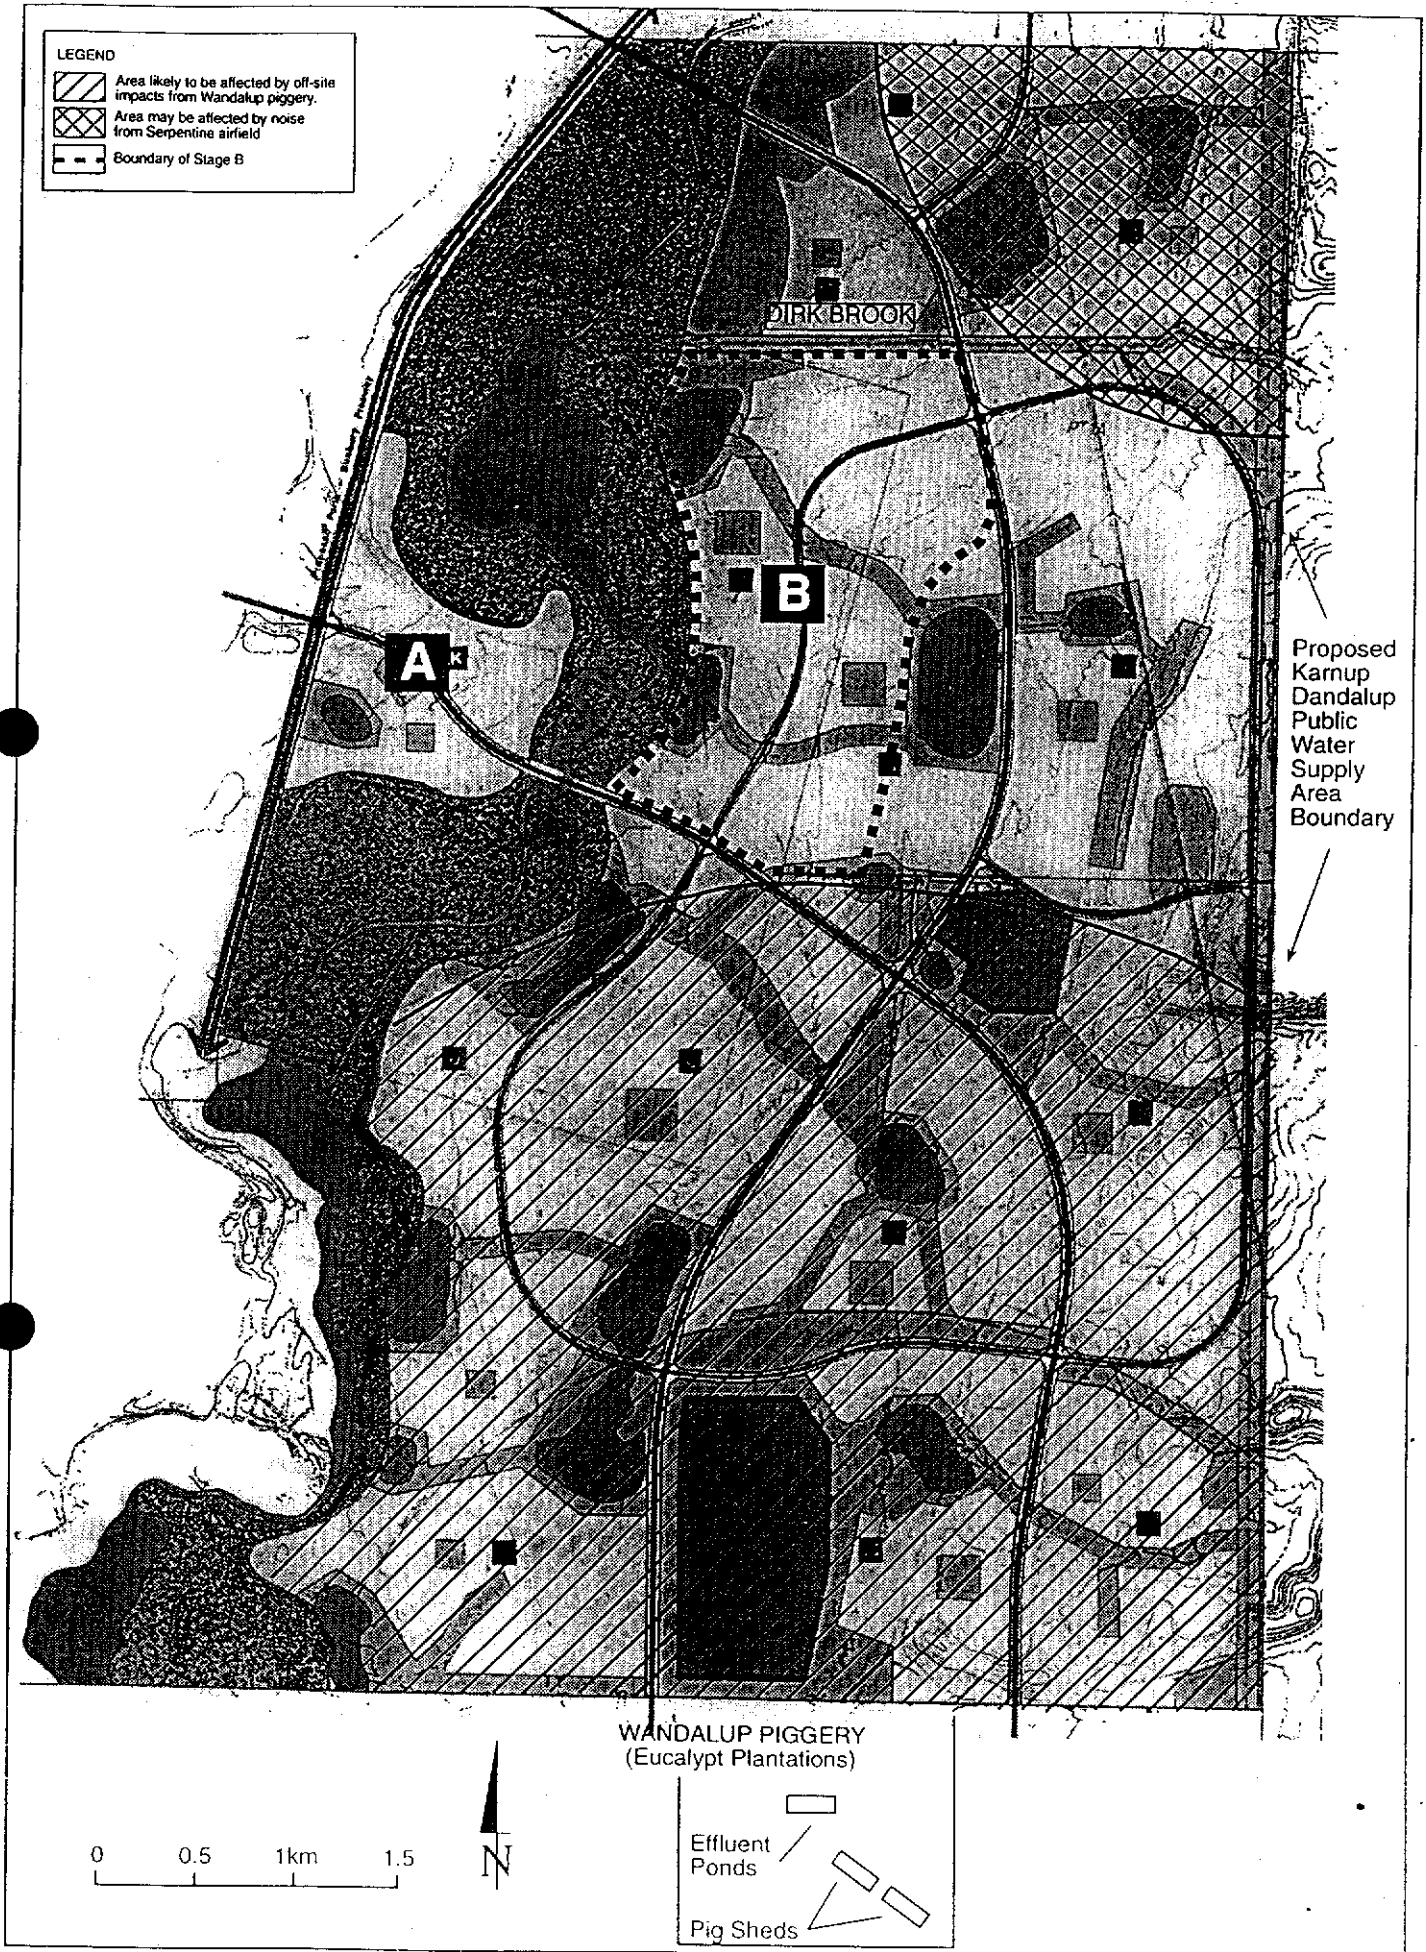 LEGEND
Area likely to be affected by off-site
impacts from Wandalup piggery.
Area may be affected by noise
from Serpentine airfield
Boundary of Stage B
DIRK BROOK
B
A
K
Proposed
Karnup
Dandalup
Public
Water
Supply
Area
Boundary
WANDALUP PIGGERY
(Eucalypt Plantations)
Effluent
Ponds
Pig Sheds
0 0.5 1km 1.5
N